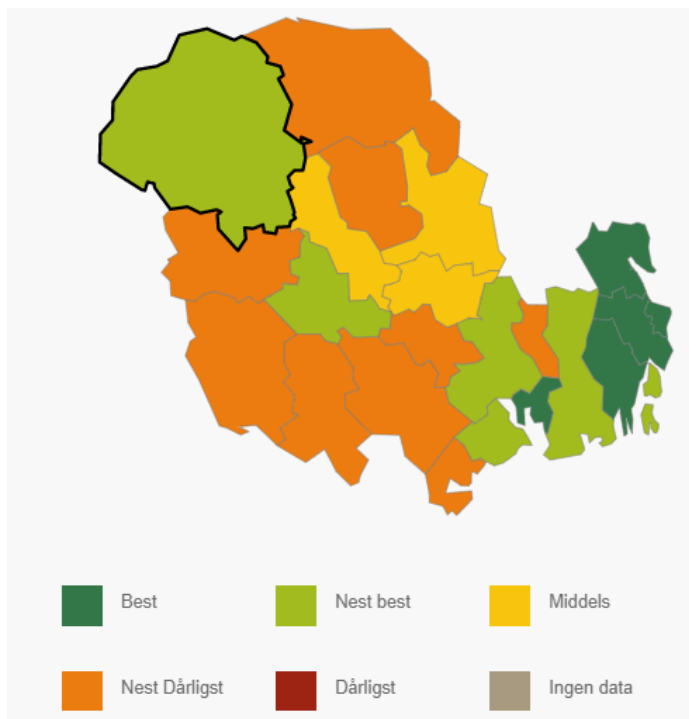 Best
Nest best
Middels
Nest Dårligst
Dårligst
Ingen data